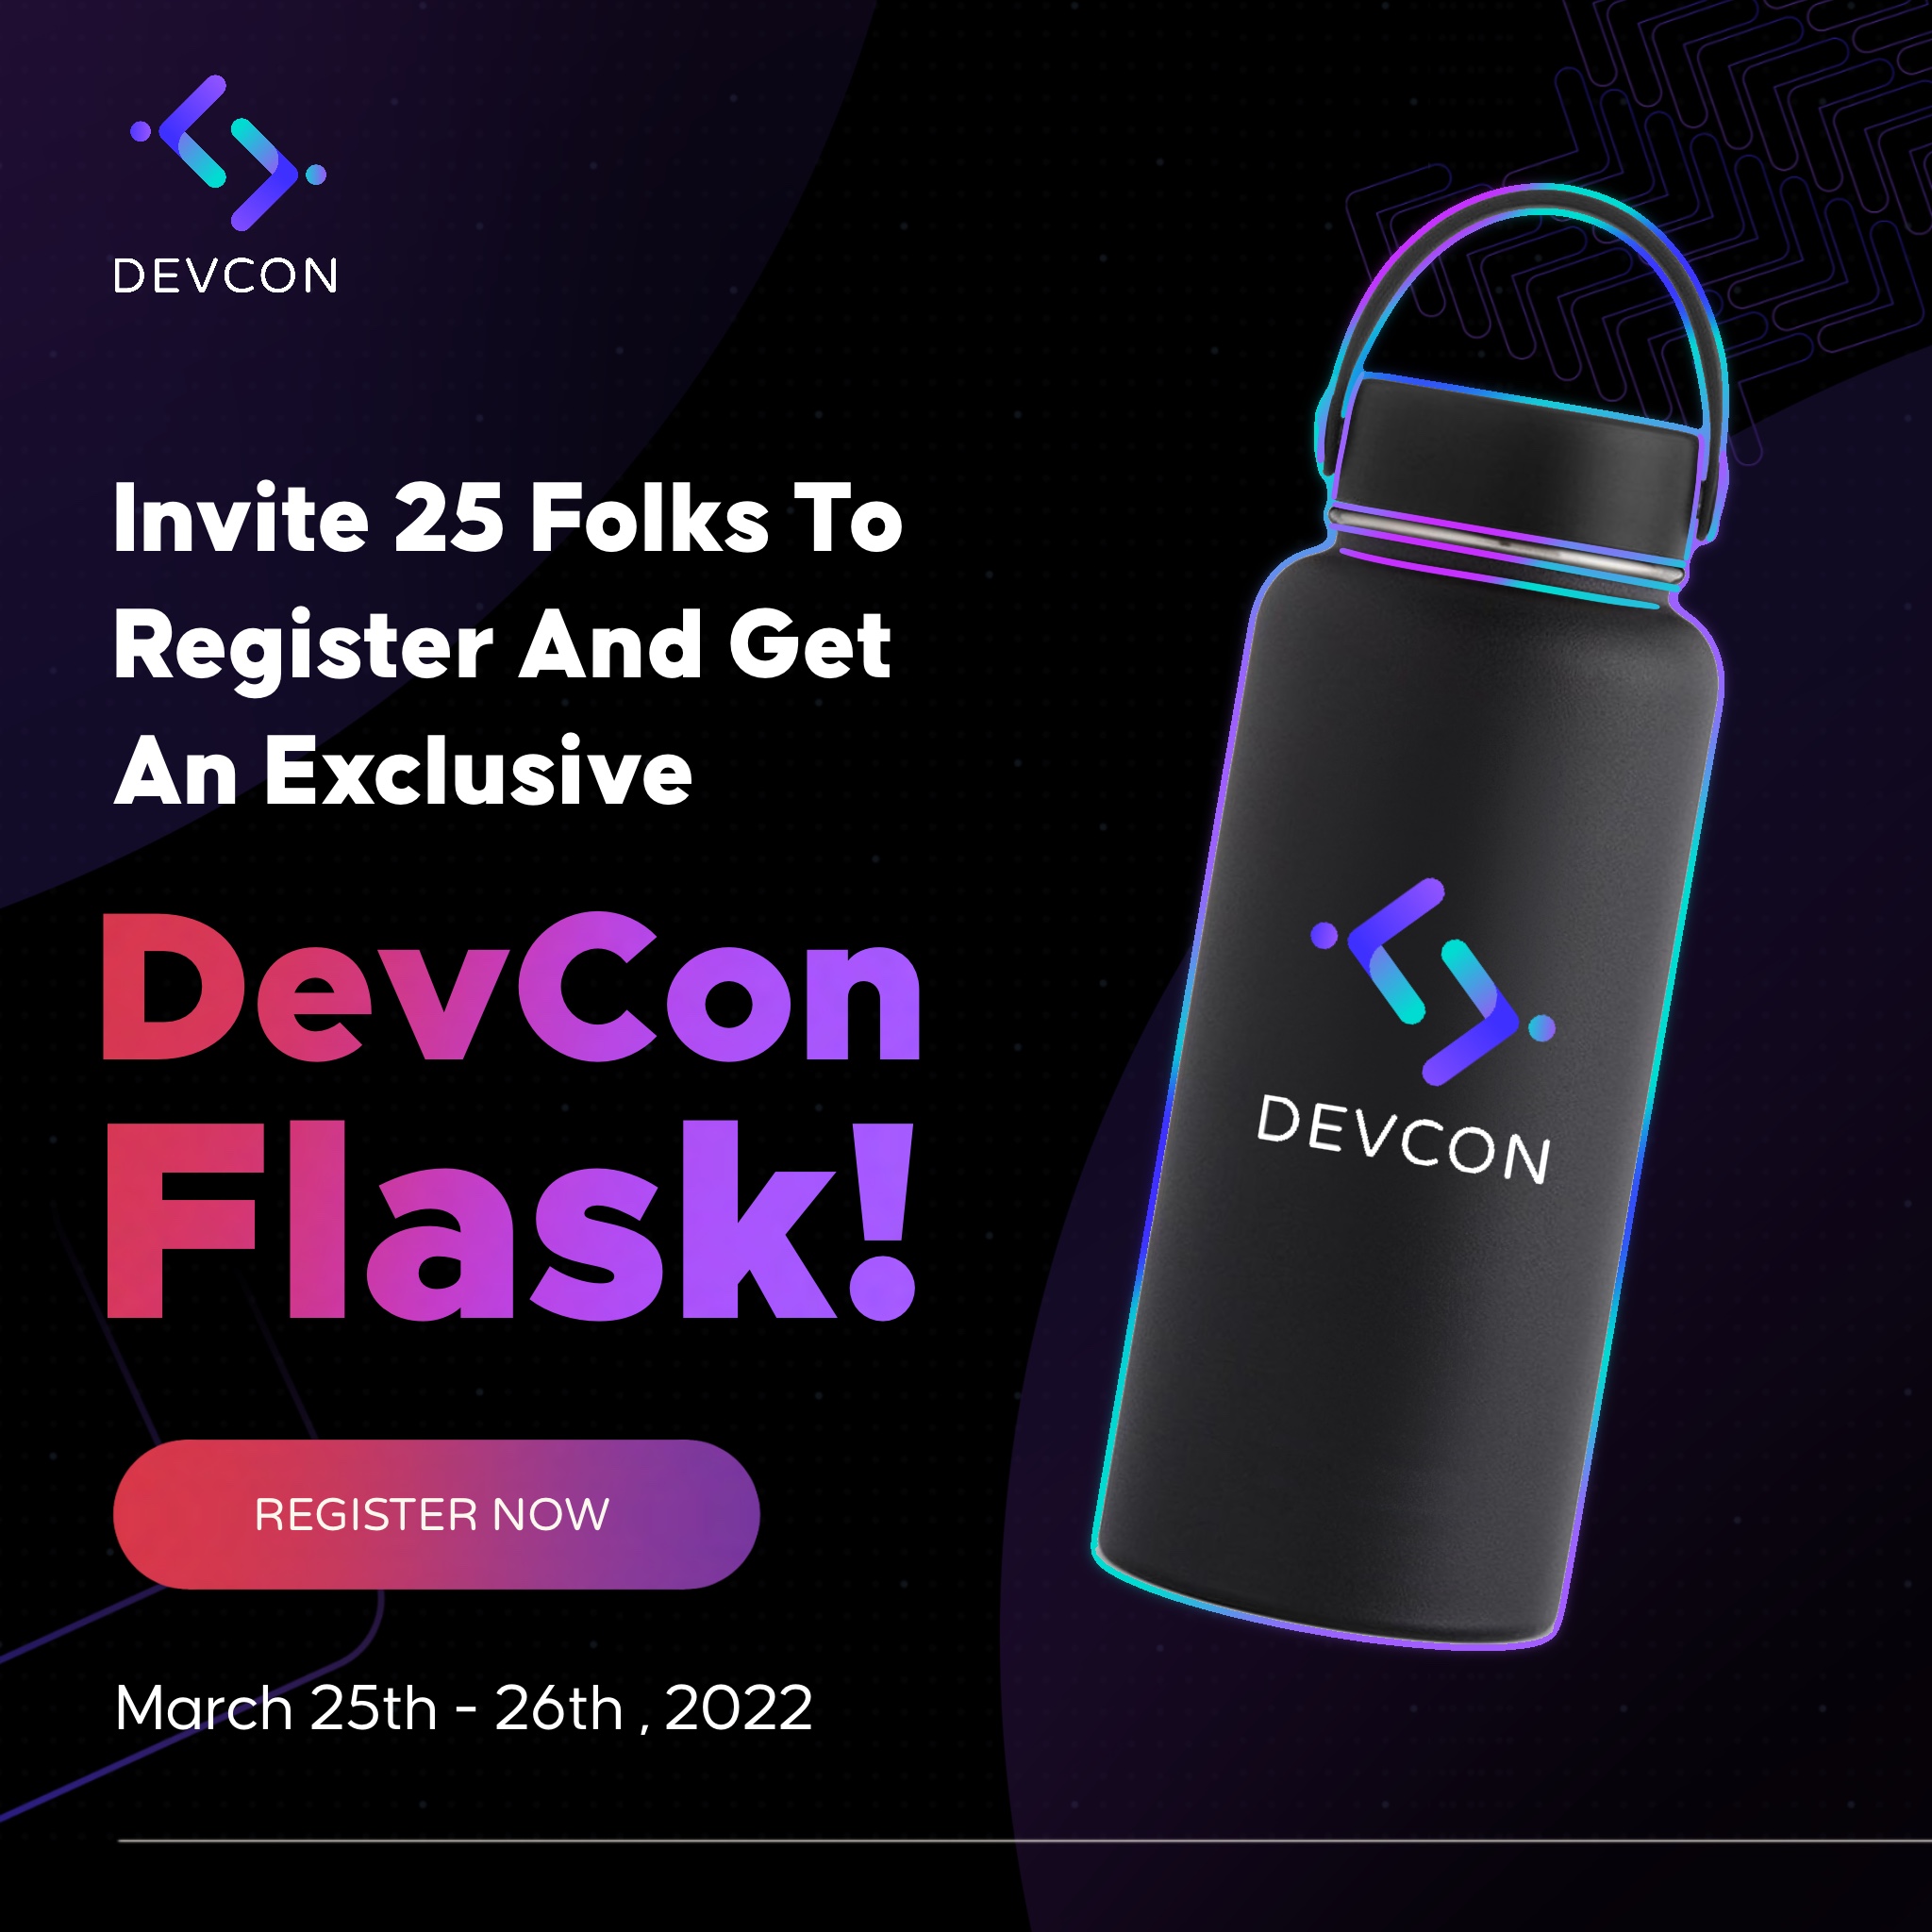 DEVCON
Invite 25 Folks To
Register And Get
An Exclusive
DevCon
Flask!
REGISTER NOW
March 25th - 26th , 2022
DEVCON